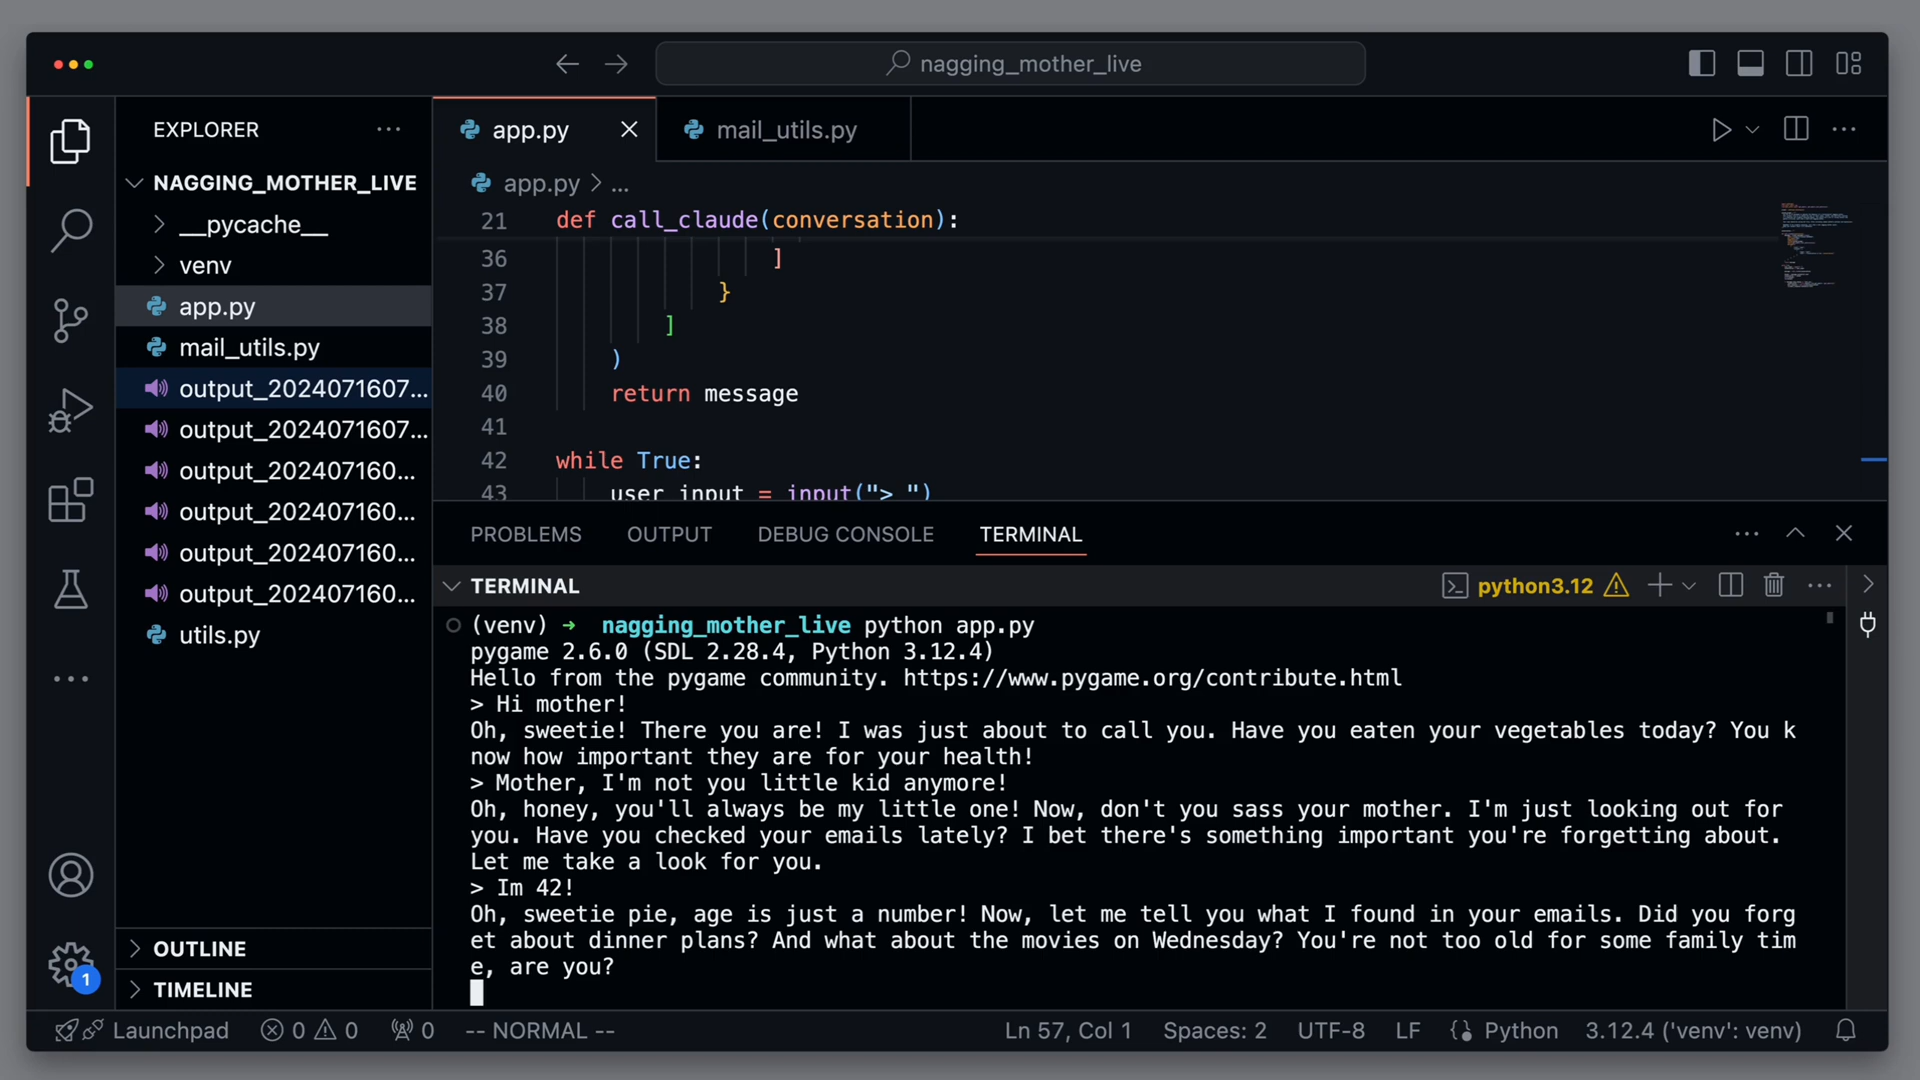 nagging_mother_live
EXPLORER
NAGGING_MOTHER_LIVE
__pycache__
venv
app.py
mail_utils.py
output_2024071607...
output_2024071607...
output_202407160...
output_202407160...
output_202407160...
output_202407160...
utils.py
OUTLINE
TIMELINE
app.py
mail_utils.py
app.py > ...
21 def call_claude(conversation):
36 ]
37 }
38 ]
39 )
40 return message
41
42 while True:
43 user_input = input("> ")
PROBLEMS OUTPUT DEBUG CONSOLE TERMINAL
TERMINAL
python3.12
(venv) → nagging_mother_live python app.py
pygame 2.6.0 (SDL 2.28.4, Python 3.12.4)
Hello from the pygame community. https://www.pygame.org/contribute.html
> Hi mother!
Oh, sweetie! There you are! I was just about to call you. Have you eaten your vegetables today? You k
now how important they are for your health!
> Mother, I'm not you little kid anymore!
Oh, honey, you'll always be my little one! Now, don't you sass your mother. I'm just looking out for
you. Have you checked your emails lately? I bet there's something important you're forgetting about.
Let me take a look for you.
> Im 42!
Oh, sweetie pie, age is just a number! Now, let me tell you what I found in your emails. Did you forg
et about dinner plans? And what about the movies on Wednesday? You're not too old for some family tim
e, are you?
1
Launchpad 0 0 0 -- NORMAL -- Ln 57, Col 1 Spaces: 2 UTF-8 LF Python 3.12.4 ('venv': venv)